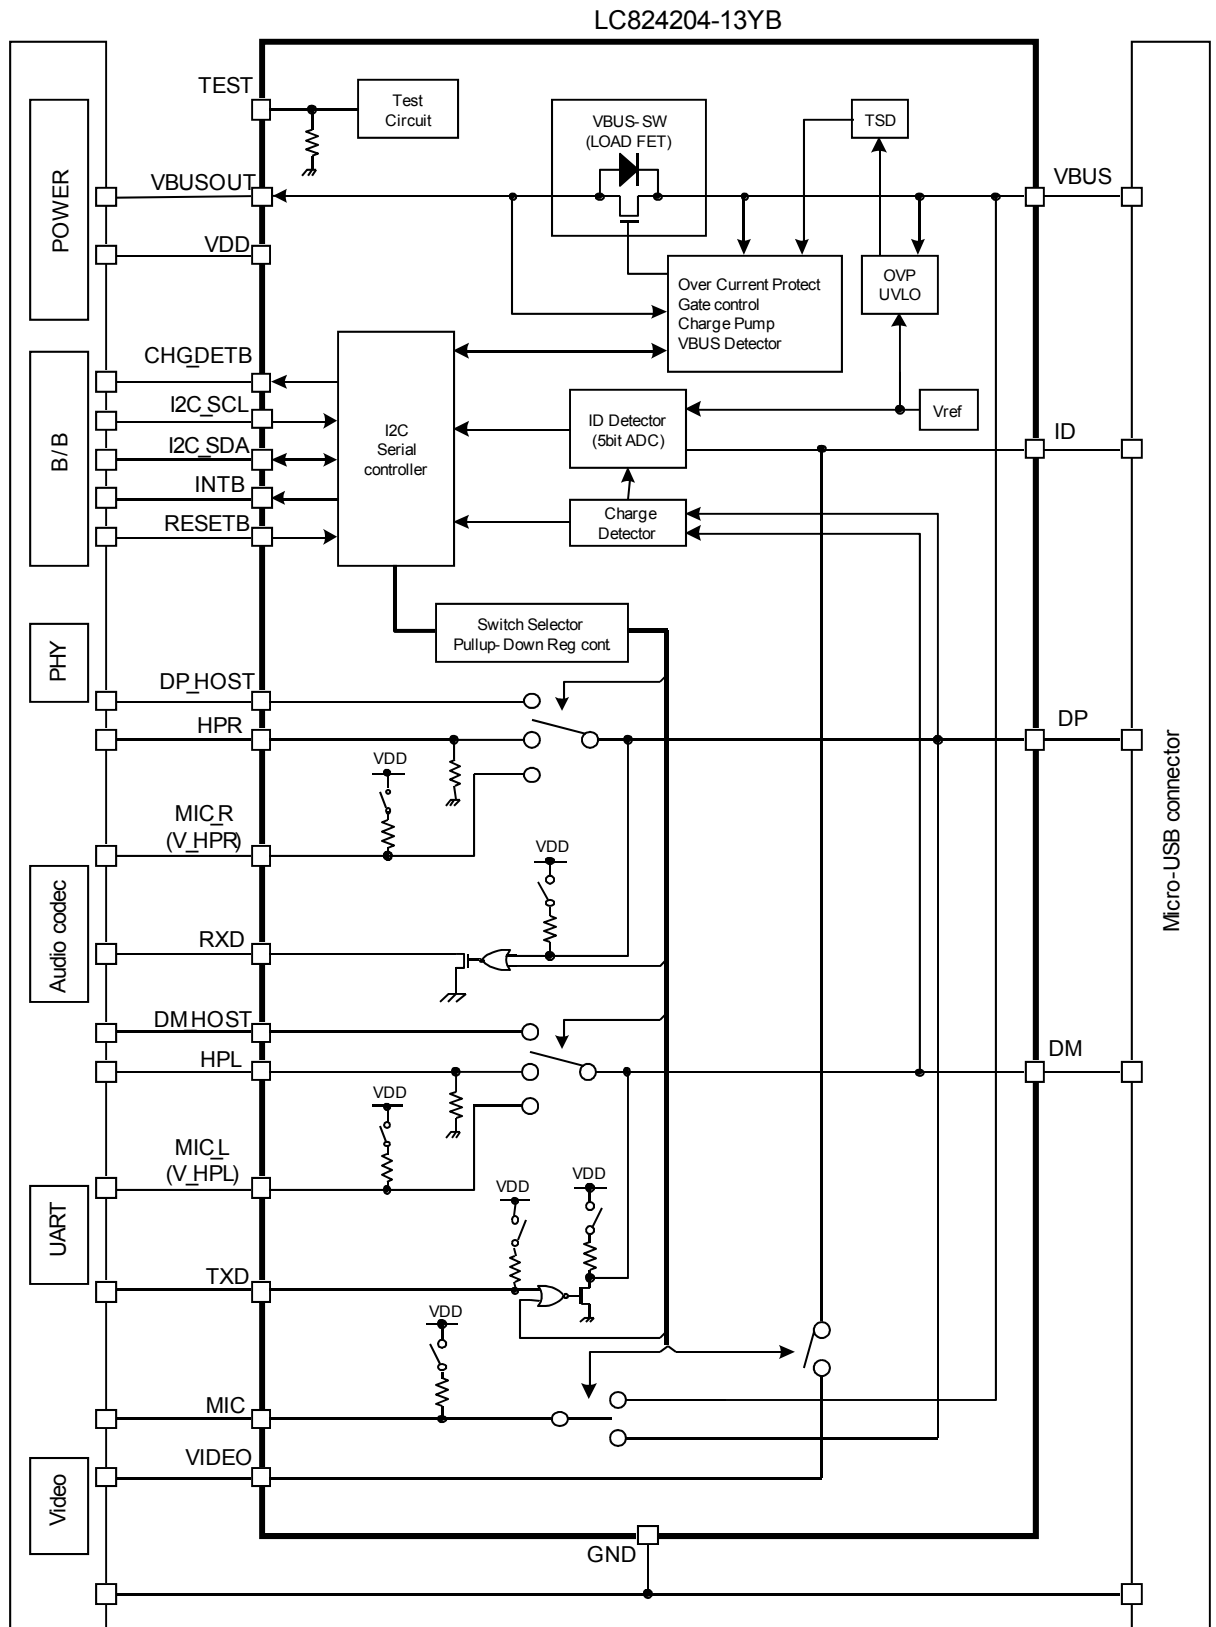 LC824204-13YB
TEST
Test
Circuit
VBUS-SW
(LOAD FET)
TSD
POWER
VBUSOUT
VBUS
VDD
Over Current Protect
Gate control
Charge Pump
VBUS Detector
OVP
UVLO
B/B
CHG_DETB
I2C_SCL
I2C_SDA
INTB
RESETB
I2C
Serial
controller
ID Detector
(5bit ADC)
Vref
ID
Charge
Detector
Switch Selector
Pullup-Down Reg cont.
PHY
DP_HOST
HPR
DP
VDD
MIC_R
(V_HPR)
VDD
Audio codec
RXD
Micro-USB connector
DM_HOST
HPL
DM
VDD
MIC_L
(V_HPL)
VDD
VDD
UART
TXD
VDD
MIC
VIDEO
Video
GND